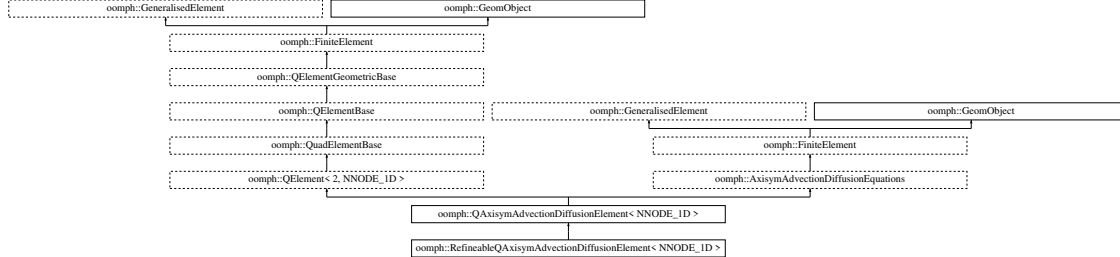 oomph::GeneralisedElement oomph::GeomObject
oomph::FiniteElement
oomph::QElementGeometricBase
oomph::QElementBase oomph::GeneralisedElement oomph::GeomObject
oomph::QuadElementBase oomph::FiniteElement
oomph::QElement< 2, NNODE_1D > oomph::AxisymAdvectionDiffusionEquations
oomph::QAxisymAdvectionDiffusionElement< NNODE_1D >
oomph::RefineableQAxisymAdvectionDiffusionElement< NNODE_1D >